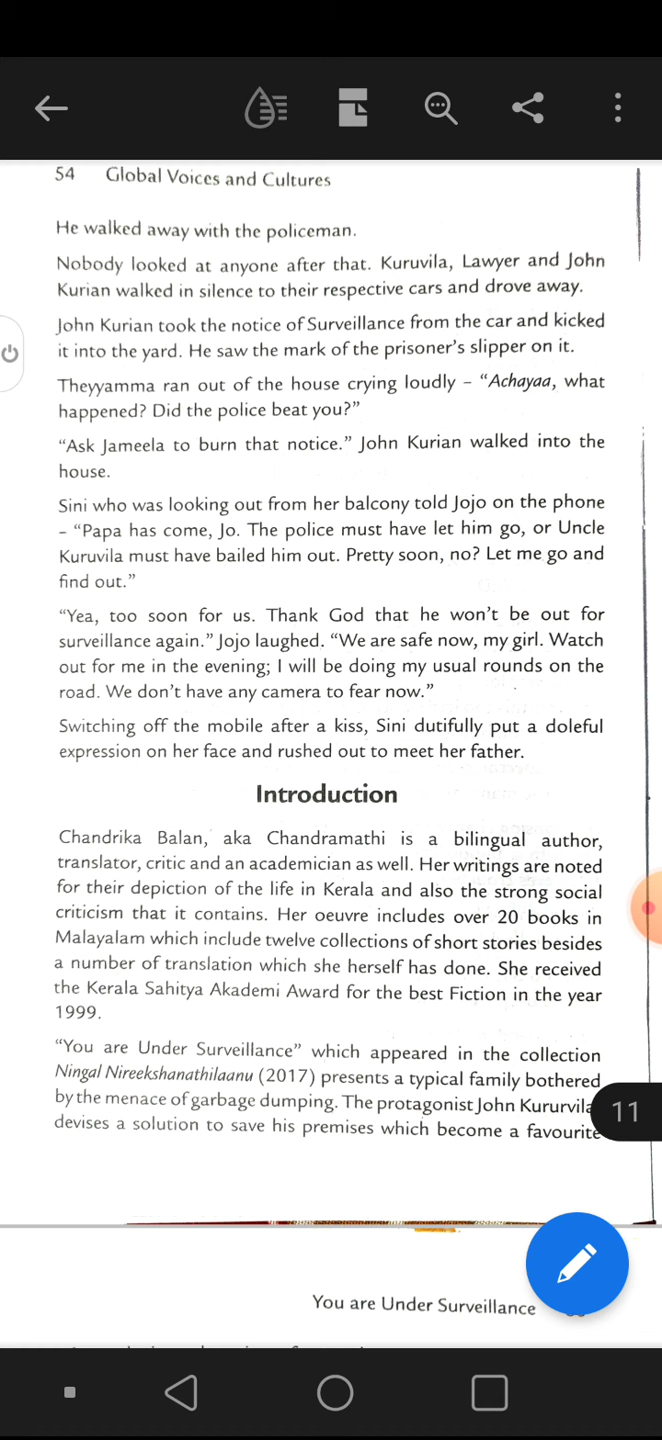 54 Global Voices and Cultures
He walked away with the policeman.
Nobody looked at anyone after that. Kuruvila, Lawyer and John
Kurian walked in silence to their respective cars and drove away.
John Kurian took the notice of Surveillance from the car and kicked
it into the yard. He saw the mark of the prisoner's slipper on it.
Theyyamma ran out of the house crying loudly – "Achayaa, what
happened? Did the police beat you?"
"Ask Jameela to burn that notice." John Kurian walked into the
house.
Sini who was looking out from her balcony told Jojo on the phone
– "Papa has come, Jo. The police must have let him go, or Uncle
Kuruvila must have bailed him out. Pretty soon, no? Let me go and
find out."
"Yea, too soon for us. Thank God that he won't be out for
surveillance again." Jojo laughed. "We are safe now, my girl. Watch
out for me in the evening; I will be doing my usual rounds on the
road. We don't have any camera to fear now."
Switching off the mobile after a kiss, Sini dutifully put a doleful
expression on her face and rushed out to meet her father.
Introduction
Chandrika Balan, aka Chandramathi is a bilingual author,
translator, critic and an academician as well. Her writings are noted
for their depiction of the life in Kerala and also the strong social
criticism that it contains. Her oeuvre includes over 20 books in
Malayalam which include twelve collections of short stories besides
a number of translation which she herself has done. She received
the Kerala Sahitya Akademi Award for the best Fiction in the year
1999.
"You are Under Surveillance" which appeared in the collection
Ningal Nireekshanathilaanu (2017) presents a typical family bothered
by the menace of garbage dumping. The protagonist John Kururvila
devises a solution to save his premises which become a favourite
11
You are Under Surveillance